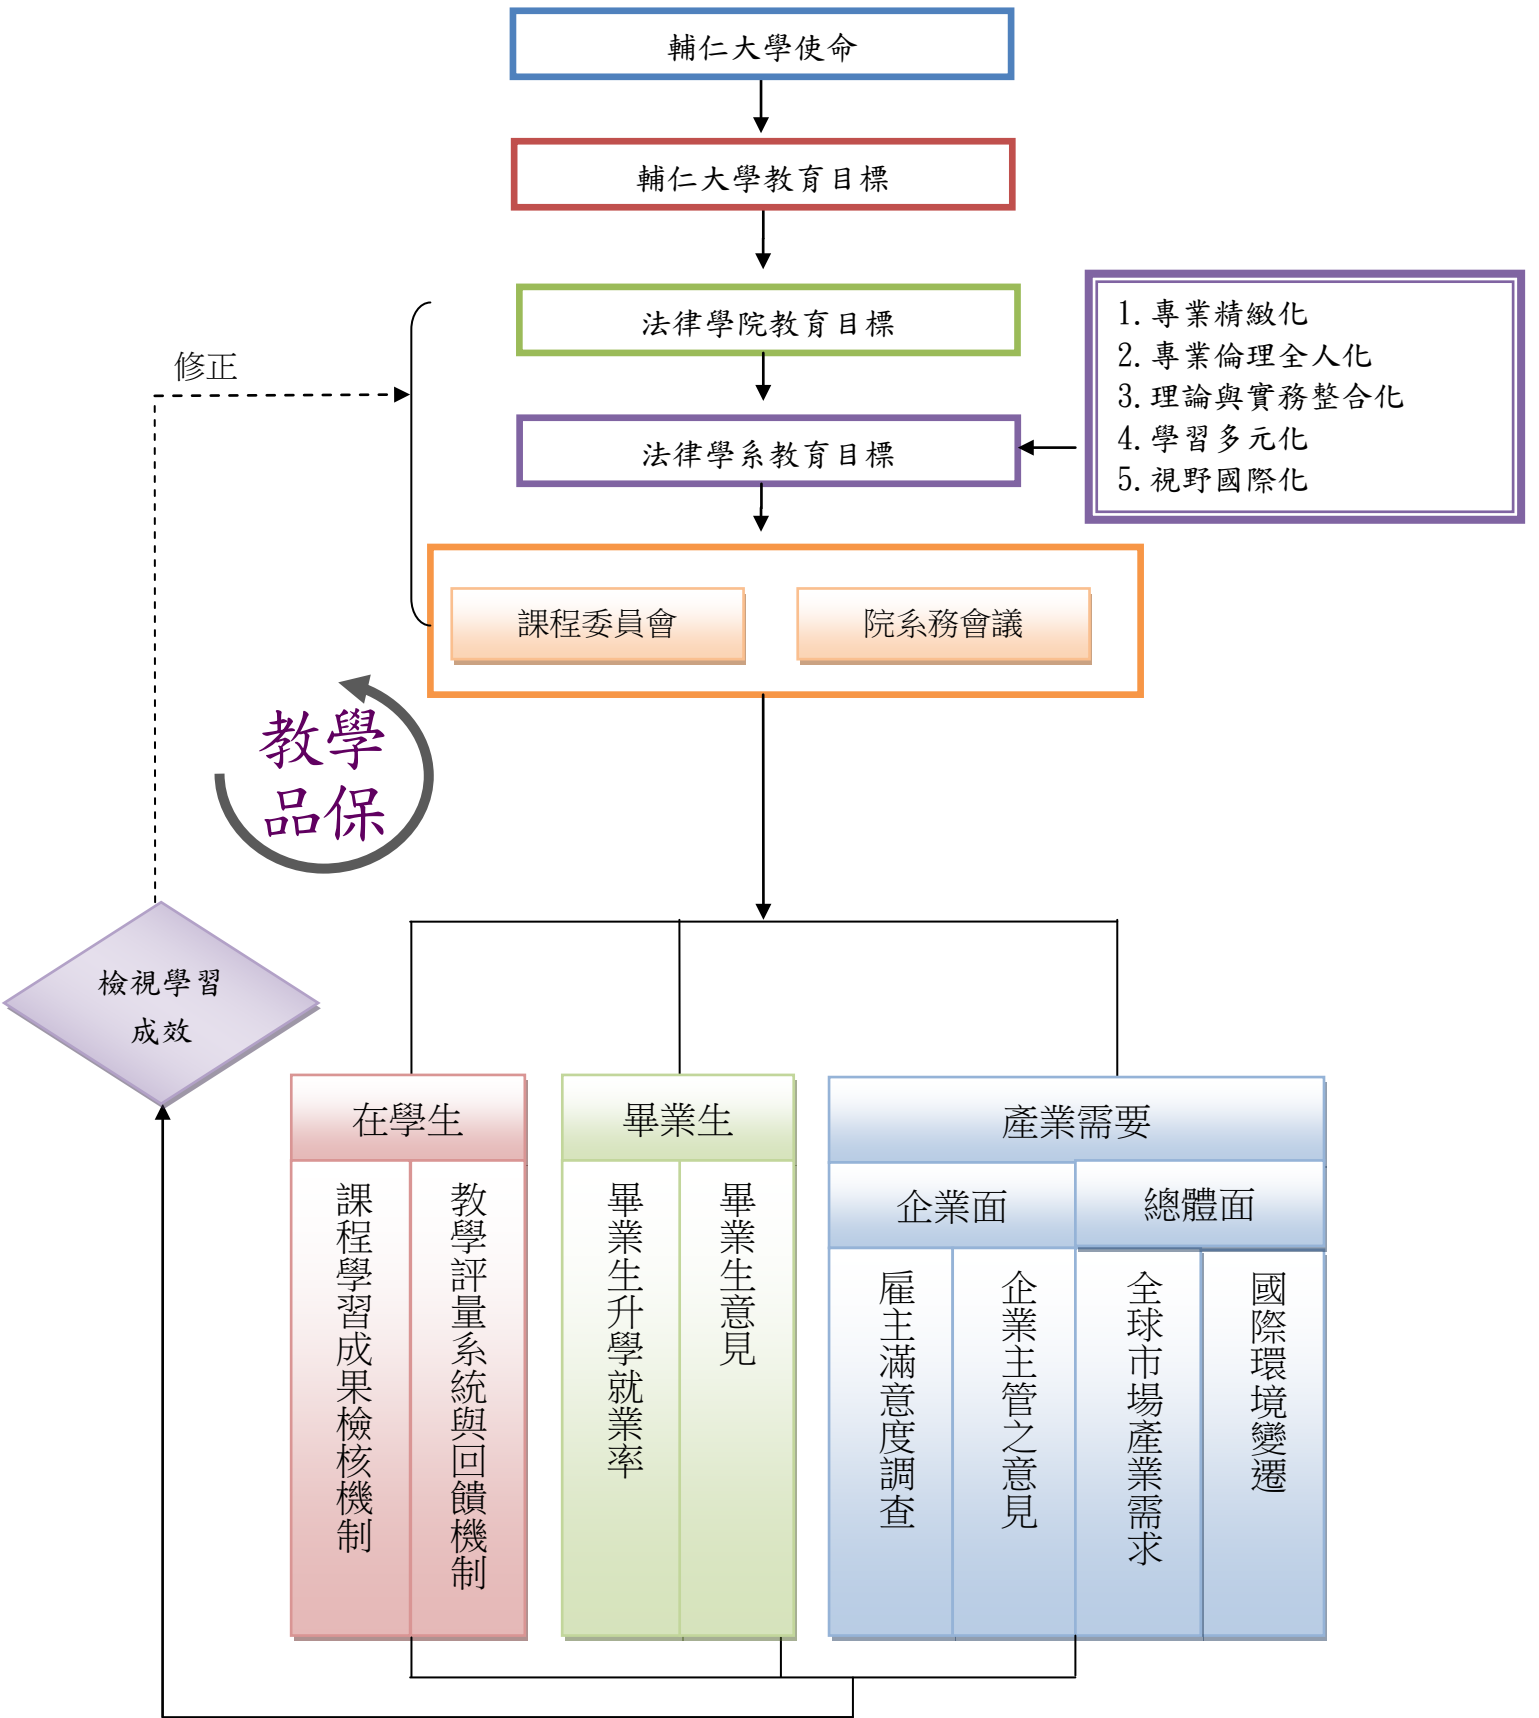 輔仁大學使命
輔仁大學教育目標
法律學院教育目標
1.專業精緻化
2.專業倫理全人化
3.理論與實務整合化
4.學習多元化
5.視野國際化
修正
法律學系教育目標
課程委員會
院系務會議
教學
品保
檢視學習
成效
在學生
畢業生
產業需要
企業面
總體面
課程學習成果檢核機制
教學評量系統與回饋機制
畢業生升學就業率
畢業生意見
雇主滿意度調查
企業主管之意見
全球市場產業需求
國際環境變遷